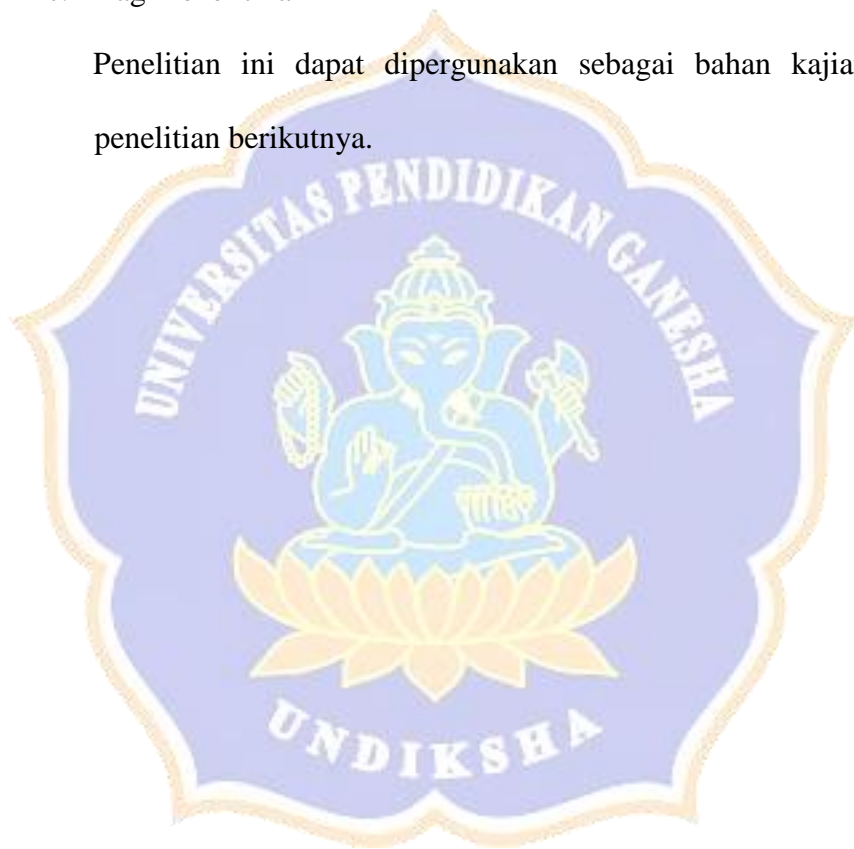 Penelitian ini dapat dipergunakan sebagai bahan kajia
penelitian berikutnya.
UNIVERSITAS PENDIDIKAN GANESHA
UNDIKSHA